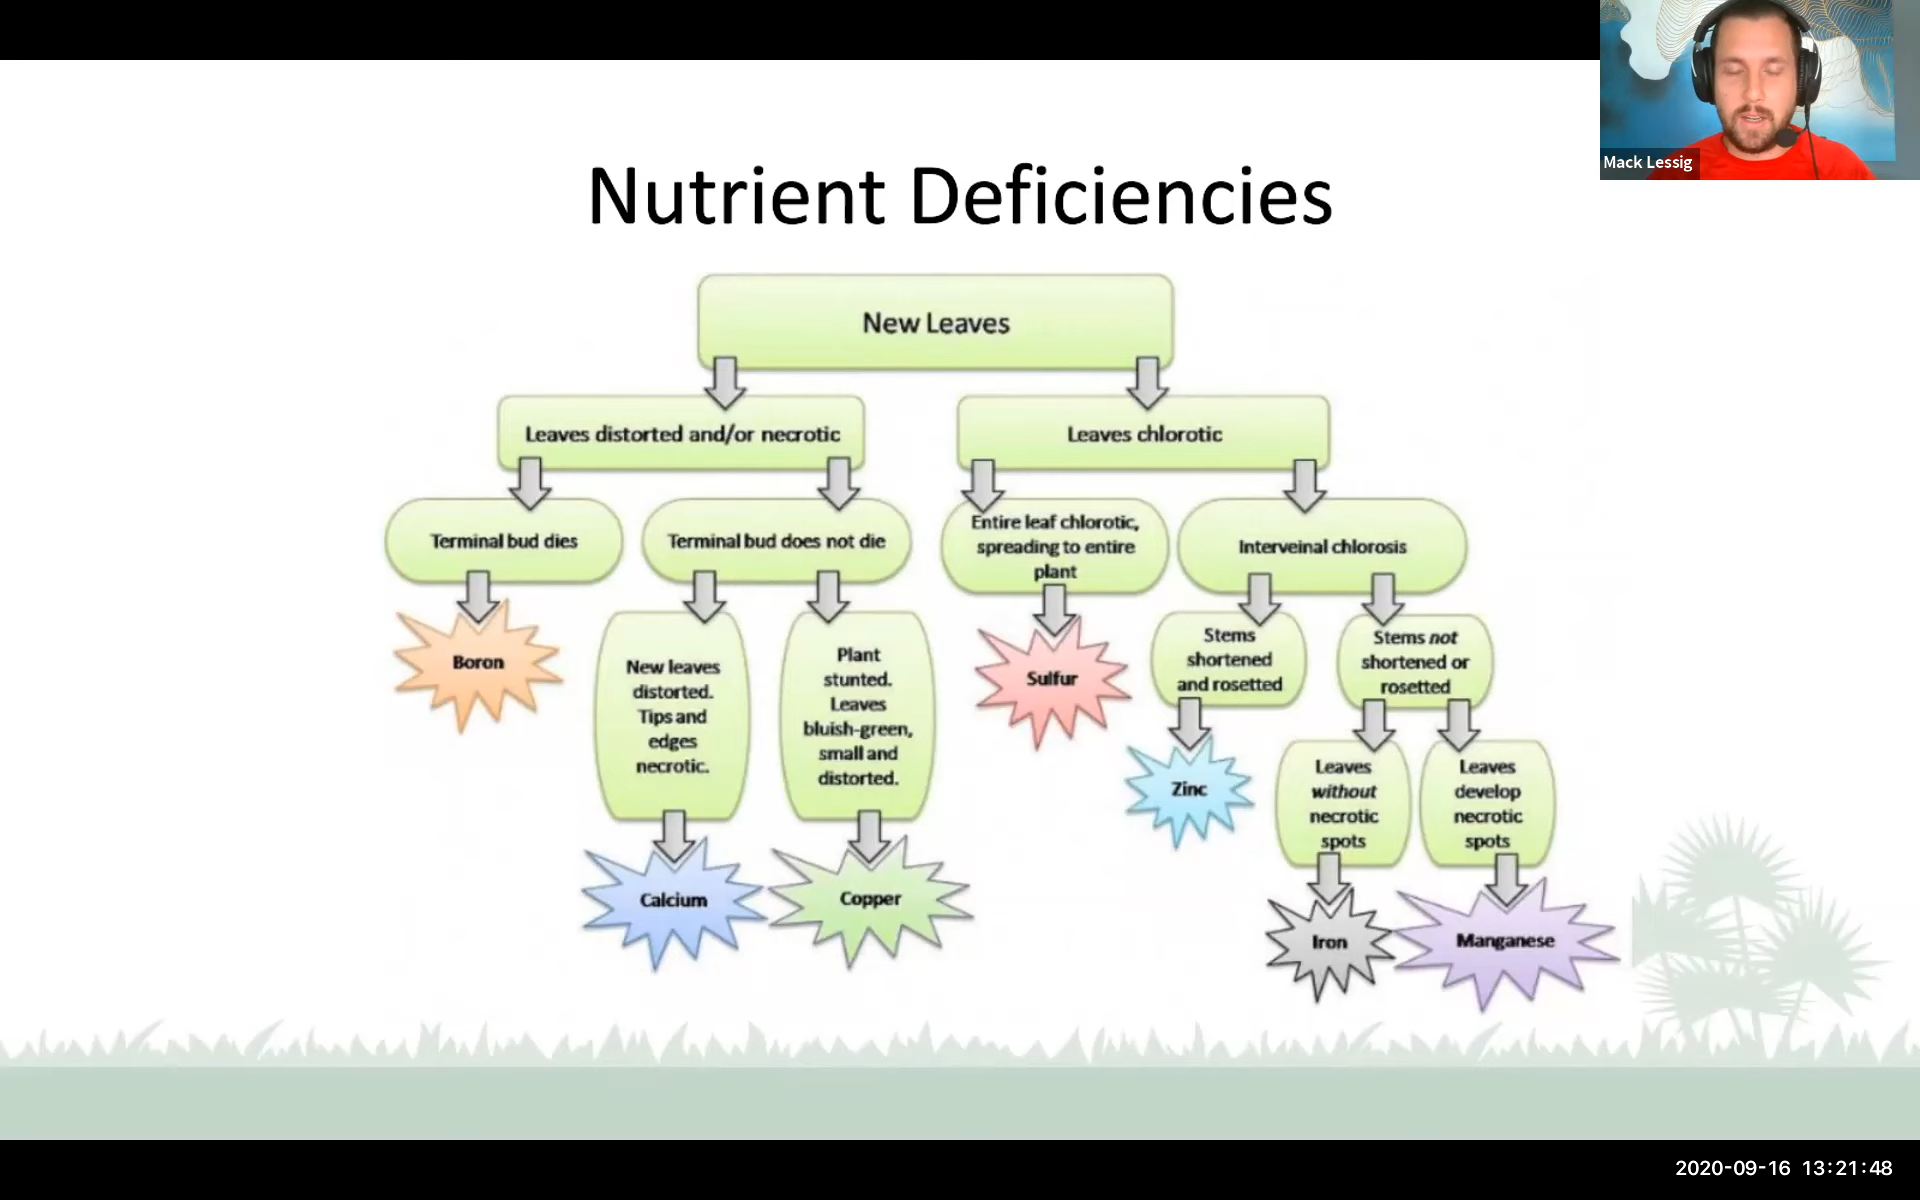 Mack Lessig
Nutrient Deficiencies
New Leaves
Leaves distorted and/or necrotic
Leaves chlorotic
Terminal bud dies
Terminal bud does not die
Entire leaf chlorotic,
spreading to entire
plant
Interveinal chlorosis
Boron
New leaves
distorted.
Tips and
edges
necrotic.
Plant
stunted.
Leaves
bluish-green,
small and
distorted.
Sulfur
Stems
shortened
and rosetted
Stems not
shortened or
rosetted
Zinc
Leaves
without
necrotic
spots
Leaves
develop
necrotic
spots
Calcium
Copper
Iron
Manganese
2020-09-16 13:21:48